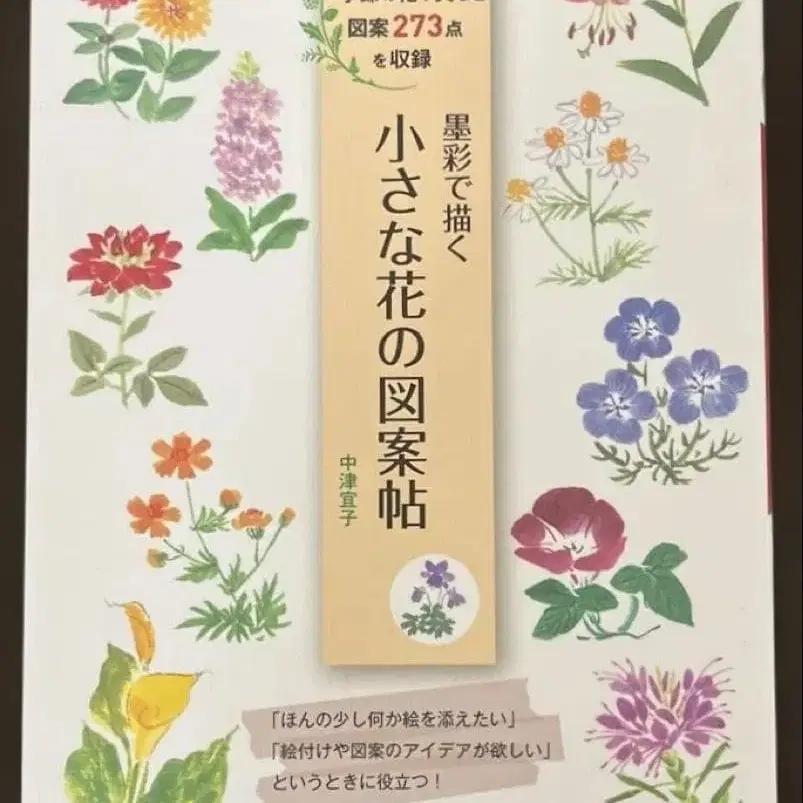 図案273点
を収録
墨彩で描く
小さな花の図案帖
中津宜子
「ほんの少し何か絵を添えたい」
「絵付けや図案のアイデアが欲しい」
というときに役立つ！